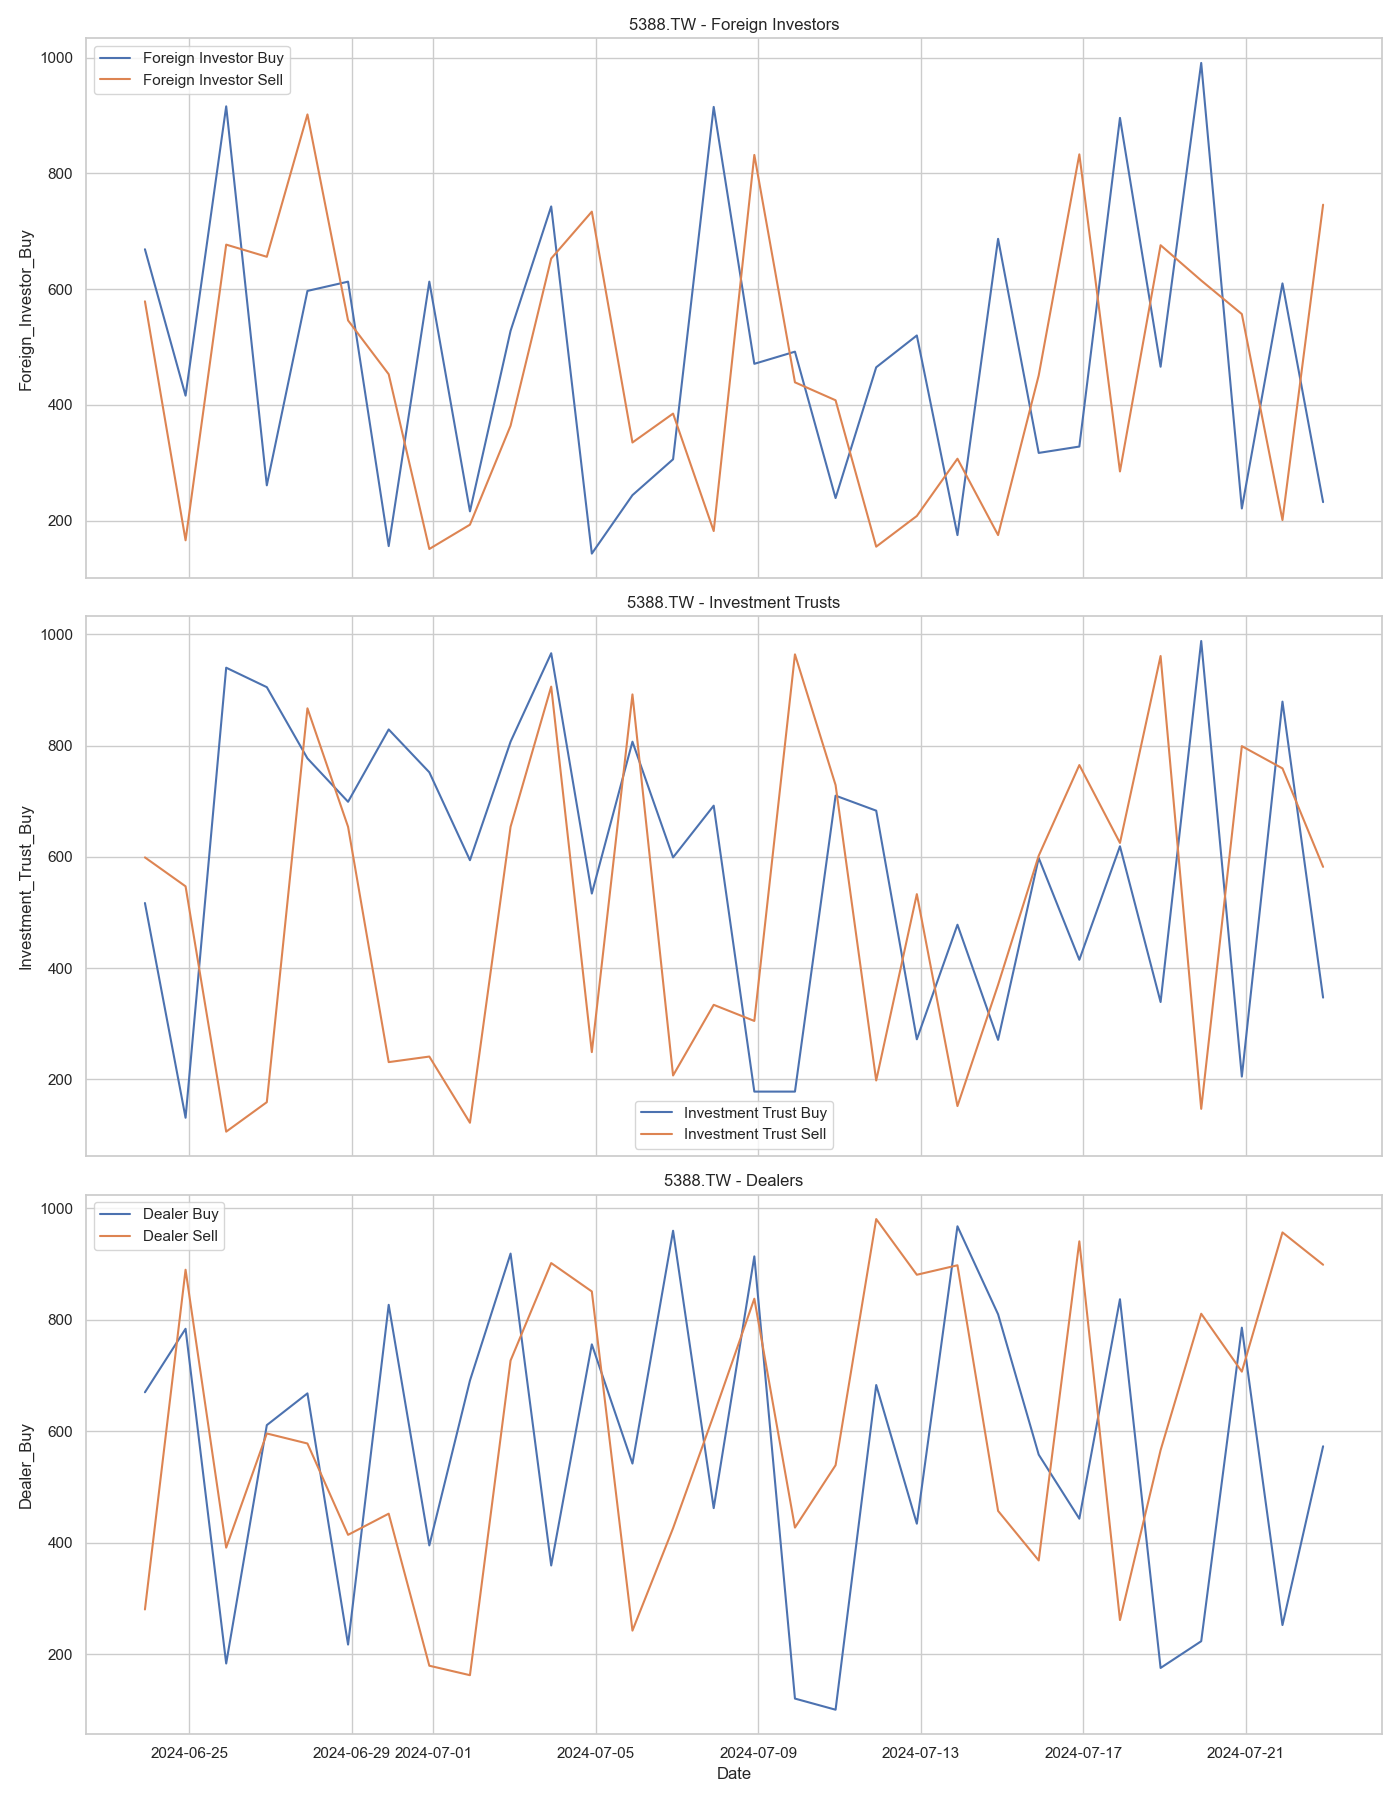 5388.TW - Foreign Investors
Foreign Investor Buy
Foreign Investor Sell
1000
800
600
400
200
Foreign_Investor_Buy
5388.TW - Investment Trusts
1000
800
600
400
200
Investment_Trust_Buy
Investment Trust Buy
Investment Trust Sell
5388.TW - Dealers
Dealer Buy
Dealer Sell
1000
800
600
400
200
Dealer_Buy
2024-06-25 2024-06-29 2024-07-01 2024-07-05 2024-07-09 2024-07-13 2024-07-17 2024-07-21
Date